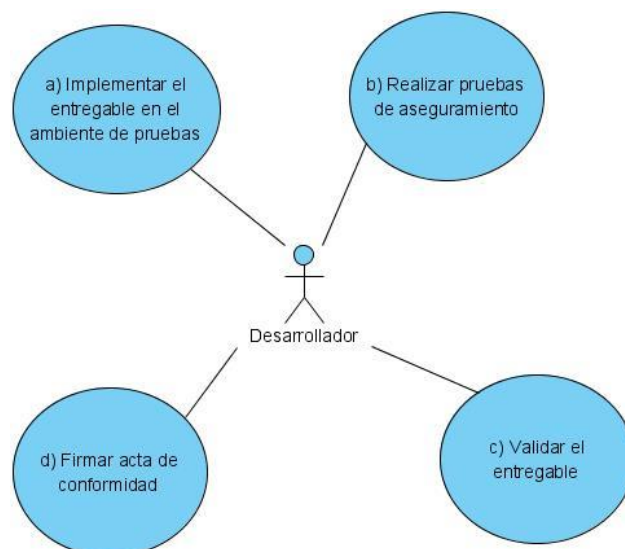 a) Implementar el
entregable en el
ambiente de pruebas
b) Realizar pruebas
de aseguramiento
Desarrollador
d) Firmar acta de
conformidad
c) Validar el
entregable